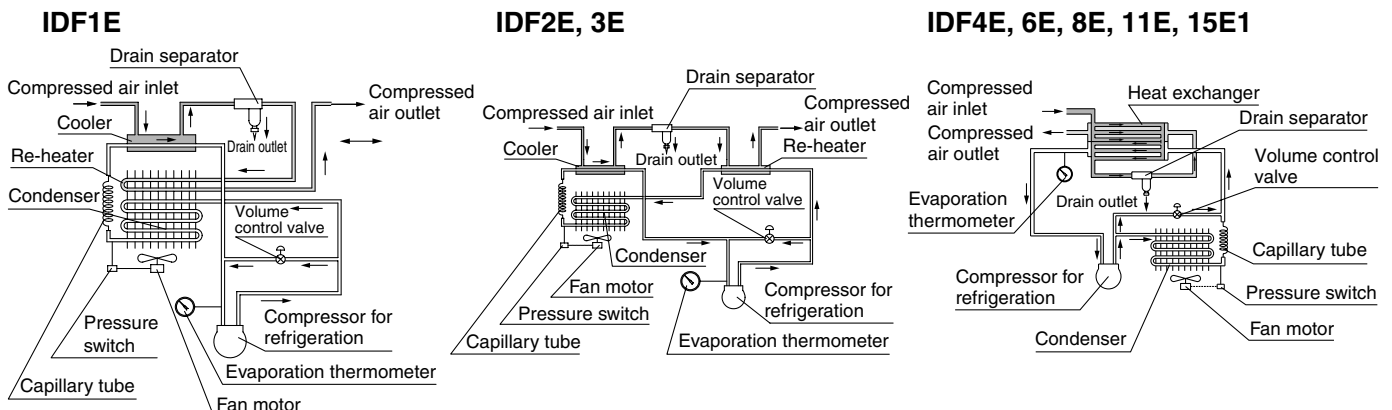 IDF1E
Drain separator
Compressed air inlet
Compressed
air outlet
Cooler
Drain outlet
Re-heater
Condenser
Volume
control valve
Pressure
switch
Compressor for
refrigeration
Evaporation thermometer
Capillary tube
Fan motor
IDF2E, 3E
Drain separator
Compressed air inlet
Compressed
air outlet
Cooler
Drain outlet
Re-heater
Volume
control valve
Condenser
Fan motor
Pressure switch
Compressor for
refrigeration
Capillary tube
Evaporation thermometer
IDF4E, 6E, 8E, 11E, 15E1
Compressed
air inlet
Heat exchanger
Compressed
air outlet
Drain separator
Volume control
valve
Evaporation
thermometer
Drain outlet
Capillary tube
Compressor for
refrigeration
Pressure switch
Fan motor
Condenser